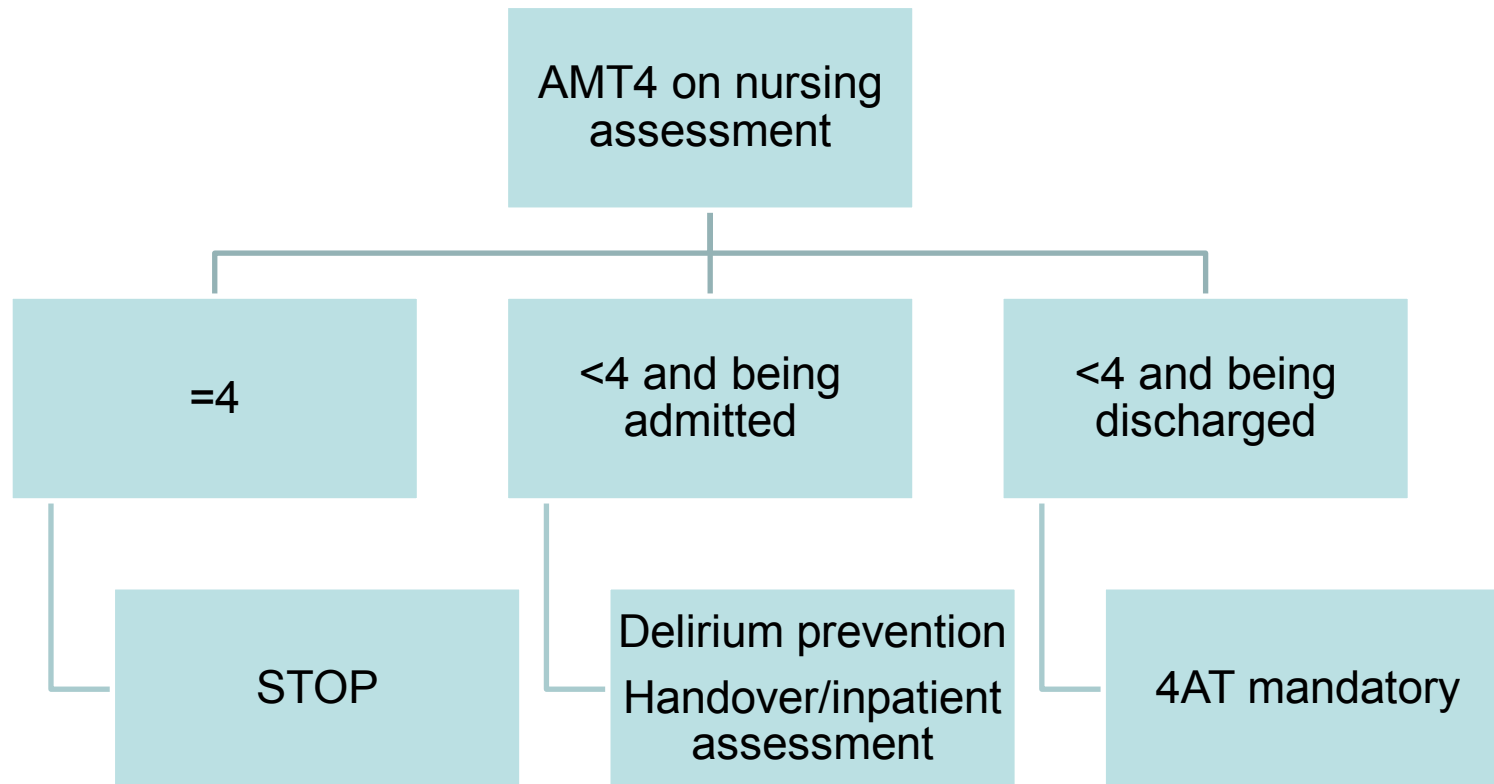 AMT4 on nursing
assessment
=4
<4 and being
admitted
<4 and being
discharged
STOP
Delirium prevention
Handover/inpatient
assessment
4AT mandatory